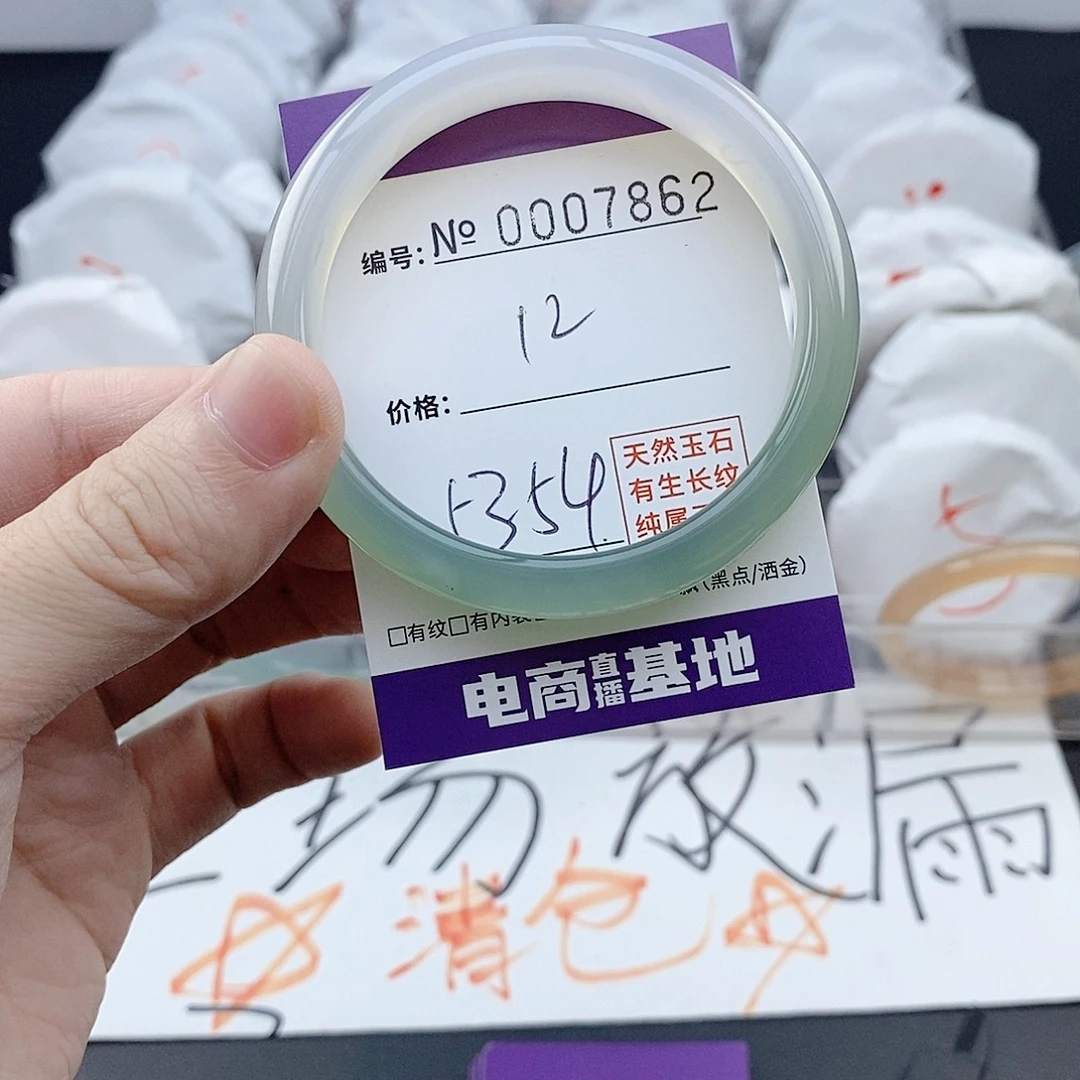 编号: № 0007862
12
价格:
5354
天然玉石
有生长纹
纯属
(黑点/洒金)
□有纹□有内
电商直播基地
场放漏
清仓